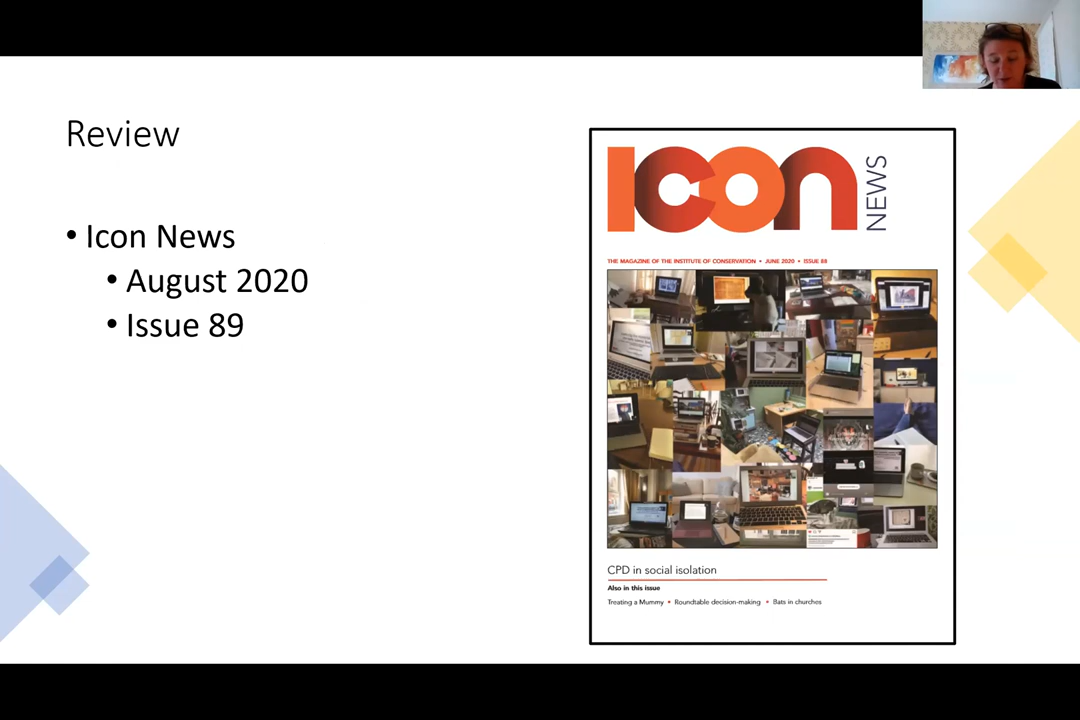 Review
• Icon News
• August 2020
• Issue 89
ICON
NEWS
THE MAGAZINE OF THE INSTITUTE OF CONSERVATION • JUNE 2020 • ISSUE 88
CPD in social isolation
Also in this issue
Treating a Mummy • Roundtable decision-making • Bats in churches